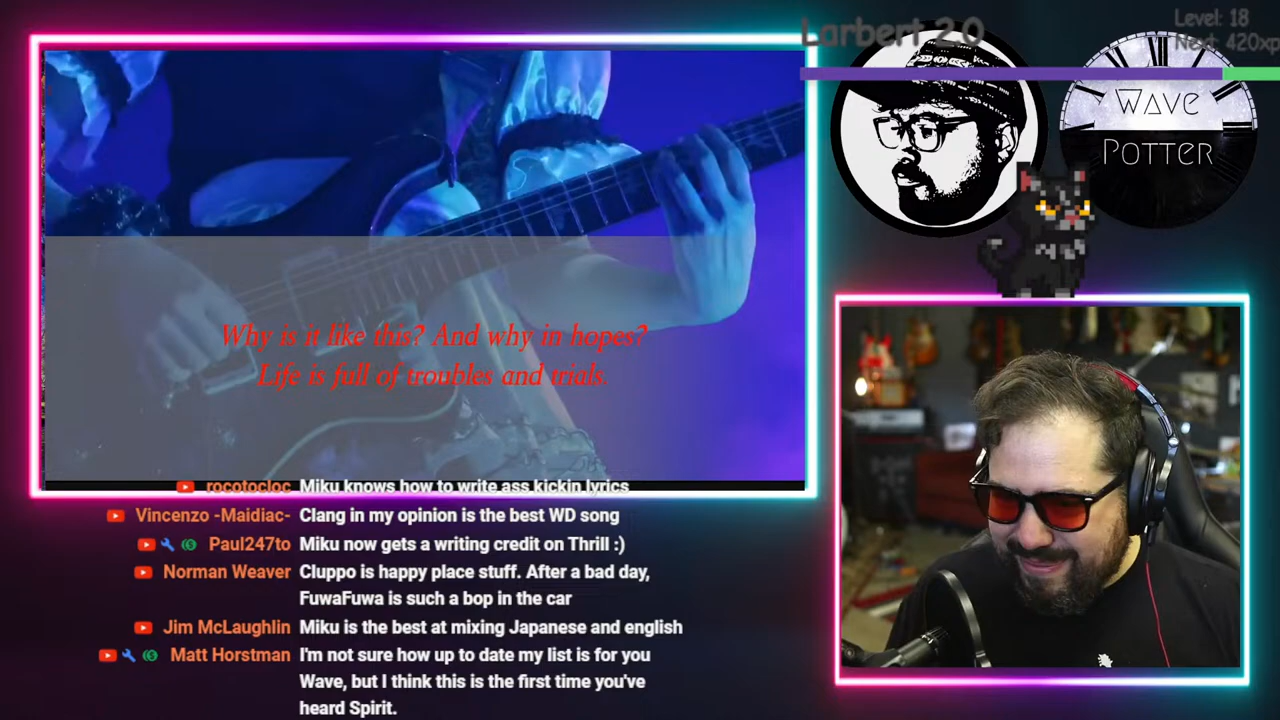 Larbert 2.0
Level: 18
Next: 420xp
WAVE
POTTER
Why is it like this? And why in hopes?
Life is full of troubles and trials.
rocotocloc Miku knows how to write ass kickin lyrics
Vincenzo -Maidiac- Clang in my opinion is the best WD song
Paul247to Miku now gets a writing credit on Thrill :)
Norman Weaver Cluppo is happy place stuff. After a bad day,
FuwaFuwa is such a bop in the car
Jim McLaughlin Miku is the best at mixing Japanese and english
Matt Horstman I'm not sure how up to date my list is for you
Wave, but I think this is the first time you've
heard Spirit.